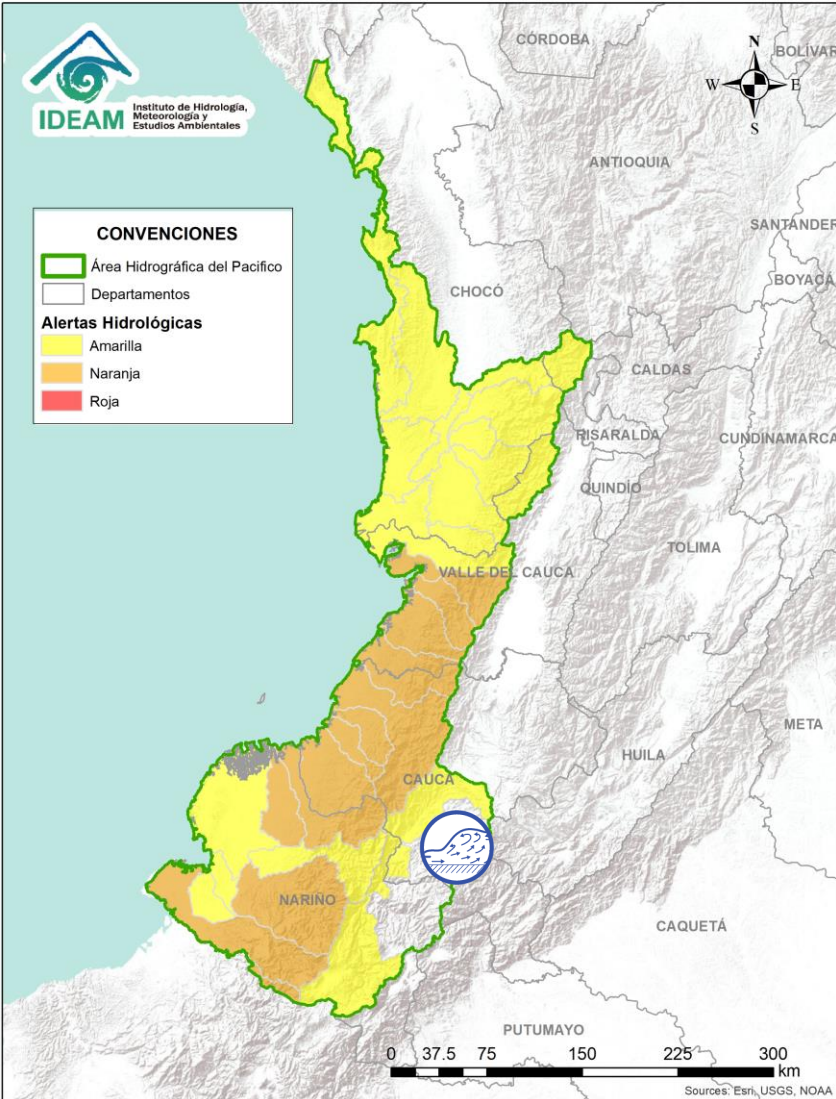 IDEAM
Instituto de Hidrología,
Meteorología y
Estudios Ambientales
N
W
E
S
CONVENCIONES
Área Hidrográfica del Pacifico
Departamentos
Alertas Hidrológicas
Amarilla
Naranja
Roja
CÓRDOBA
BOLÍVAR
ANTIOQUIA
SANTANDER
BOYACÁ
CHOCÓ
CALDAS
RISARALDA
CUNDINAMARCA
QUINDÍO
TOLIMA
VALLE DEL CAUCA
META
HUILA
CAUCA
NARIÑO
CAQUETÁ
PUTUMAYO
0 37.5 75 150 225 300
km
Sources: Esri, USGS, NOAA